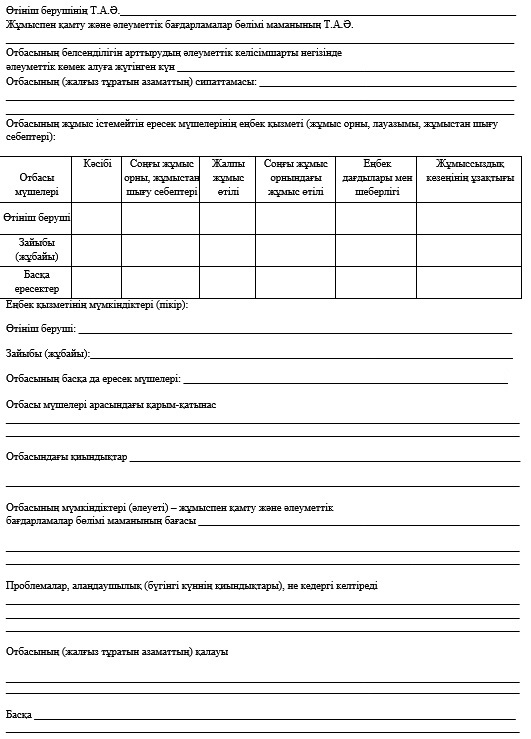 Өтініш берушінің Т.А.Ә.
Жұмыспен қамту және әлеуметтік бағдарламалар бөлімі маманының Т.А.Ә.
Отбасының белсенділігін арттырудың әлеуметтік келісімшарты негізінде
әлеуметтік көмек алуға жүгінген күн
Отбасының (жалғыз тұратын азаматтың) сипаттамасы:
Отбасының жұмыс істемейтін ересек мүшелерінің еңбек қызметі (жұмыс орны, лауазымы, жұмыстан шығу
себептері):
Отбасы мүшелері
Кәсібі
Соңғы жұмыс орны, жұмыстан шығу себептері
Жалпы жұмыс өтілі
Соңғы жұмыс орнындағы жұмыс өтілі
Еңбек дағдылары мен шеберлігі
Жұмыссыздық кезеңінің ұзақтығы
Өтініш беруші
Зайыбы (жұбайы)
Басқа ересектер
Еңбек қызметінің мүмкіндіктері (пікір):
Өтініш беруші:
Зайыбы (жұбайы):
Отбасының басқа да ересек мүшелері:
Отбасы мүшелері арасындағы қарым-қатынас
Отбасындағы қиындықтар
Отбасының мүмкіндіктері (әлеуеті) – жұмыспен қамту және әлеуметтік
бағдарламалар бөлімі маманының бағасы
Проблемалар, алаңдаушылық (бүгінгі күннің қиындықтары), не кедергі келтіреді
Отбасының (жалғыз тұратын азаматтың) қалауы
Басқа